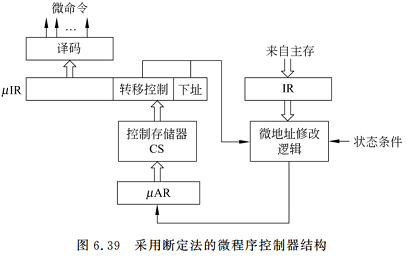 微命令
…
译码
来自主存
μIR
转移控制
下址
IR
控制存储器
CS
微地址修改
逻辑
状态条件
μAR
图 6.39 采用断定法的微程序控制器结构